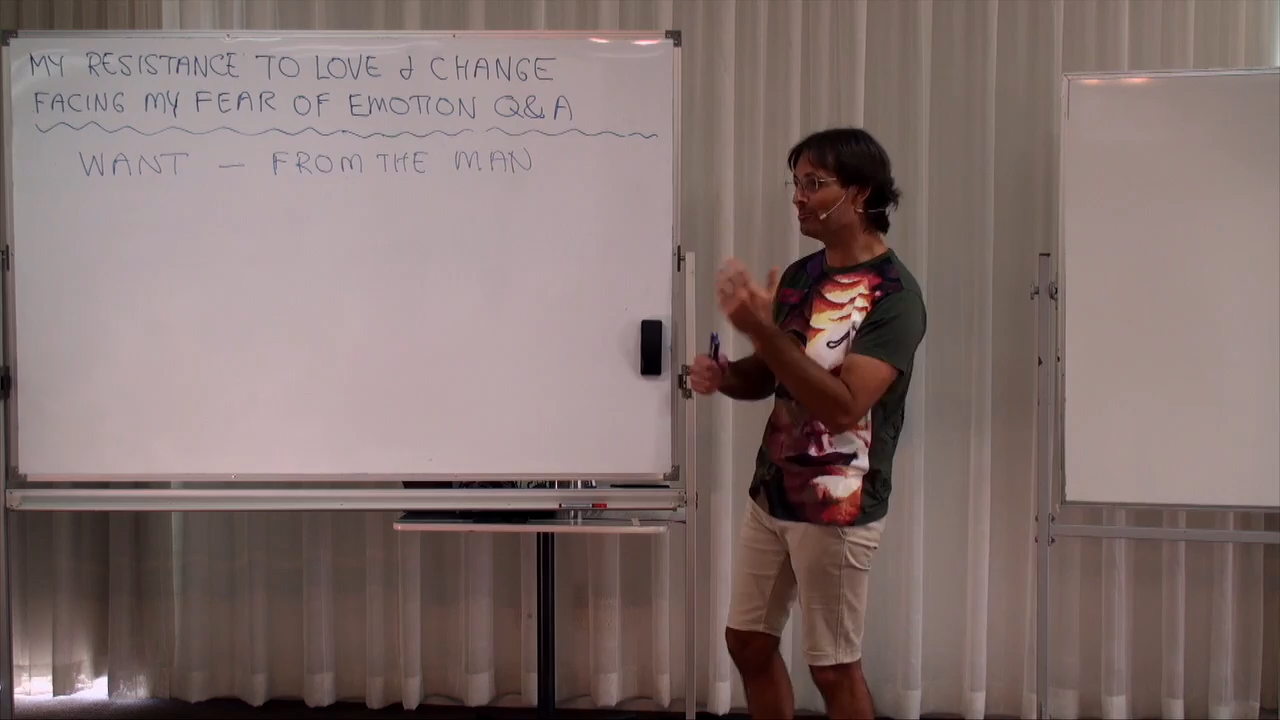 MY RESISTANCE TO LOVE & CHANGE
FACING MY FEAR OF EMOTION Q&A
WANT — FROM THE MAN